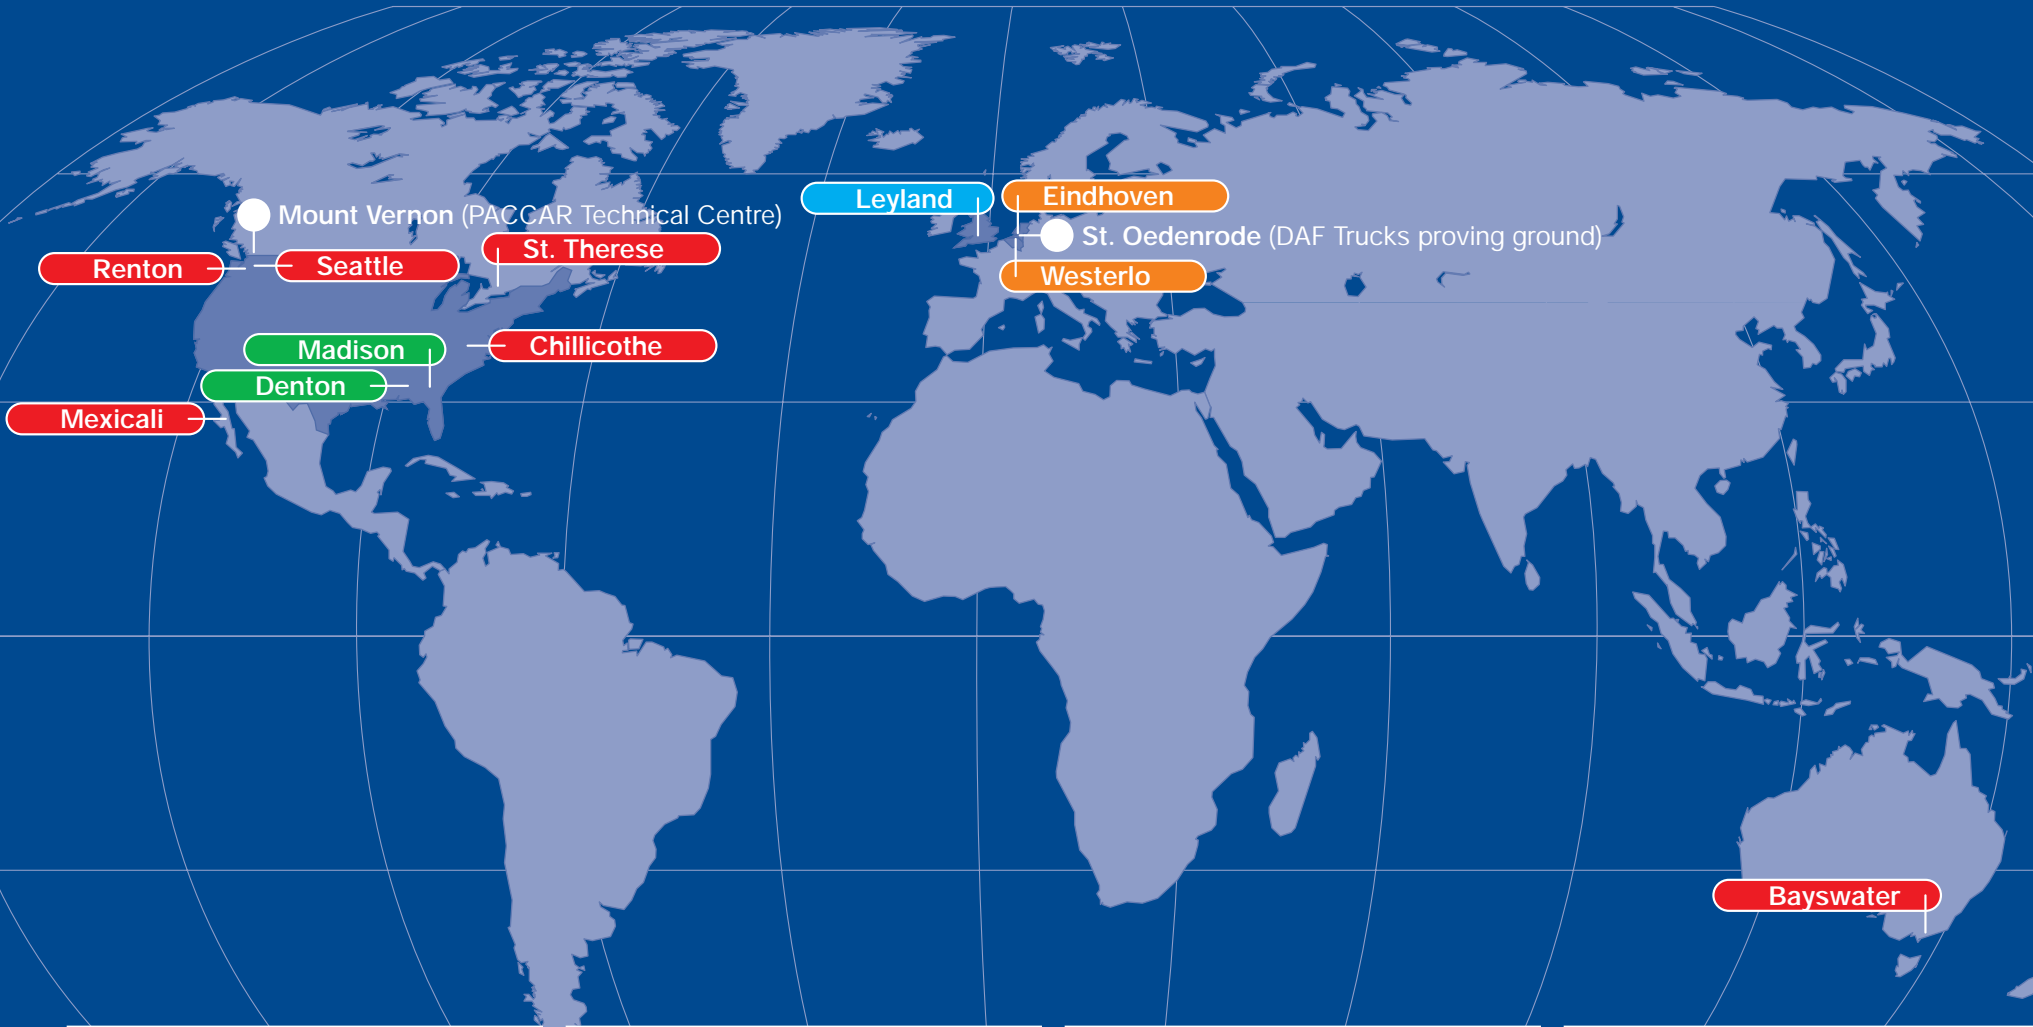 Leyland
Eindhoven
Mount Vernon (PACCAR Technical Centre)
St. Oedenrode (DAF Trucks proving ground)
St. Therese
Renton
Seattle
Westerlo
Madison
Chillicothe
Denton
Mexicali
Bayswater